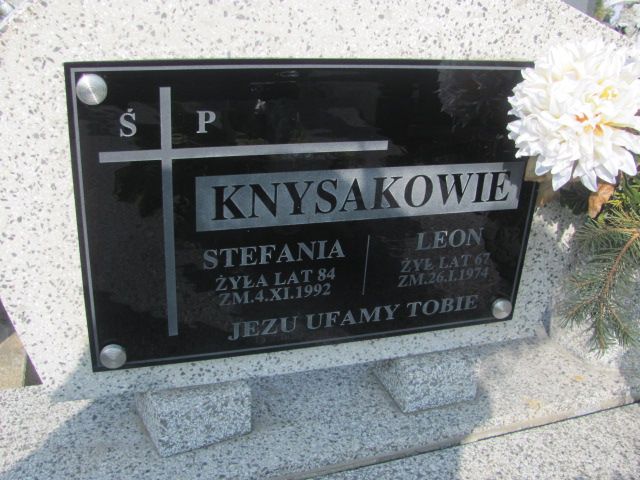 Ś P
KNYSAKOWIE
STEFANIA
ŻYŁA LAT 84
ZM.4.XI.1992
LEON
ŻYŁ LAT 67
ZM.26.I.1974
JEZU UFAMY TOBIE